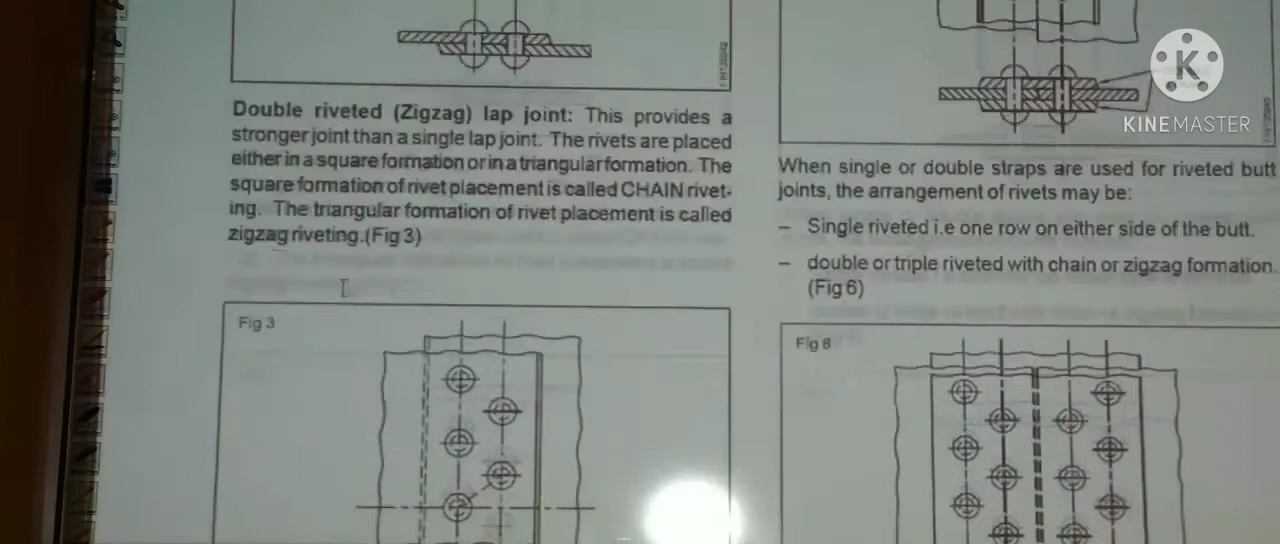 Double riveted (Zigzag) lap joint: This provides a
stronger joint than a single lap joint. The rivets are placed
either in a square formation or in a triangular formation. The
square formation of rivet placement is called CHAIN rivet-
ing. The triangular formation of rivet placement is called
zigzag riveting.(Fig 3)
Fig 3
K
KINEMASTER
When single or double straps are used for riveted butt
joints, the arrangement of rivets may be:
– Single riveted i.e one row on either side of the butt.
– double or triple riveted with chain or zigzag formation.
(Fig 6)
Fig 6